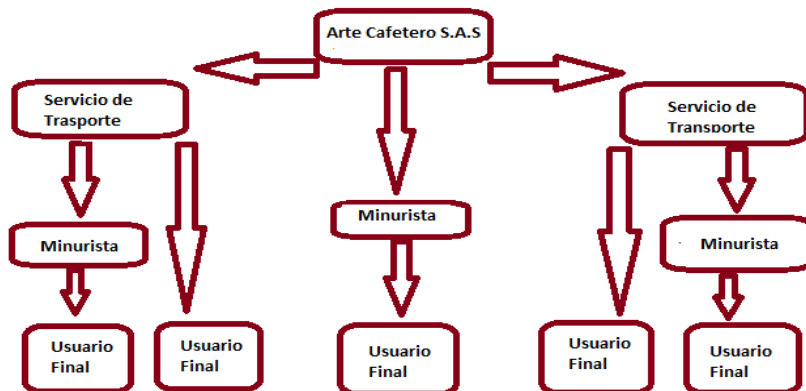 Arte Cafetero S.A.S
Servicio de
Trasporte
Servicio de
Transporte
Minurista
Minurista
Minurista
Usuario
Final
Usuario
Final
Usuario
Final
Usuario
Final
Usuario
Final